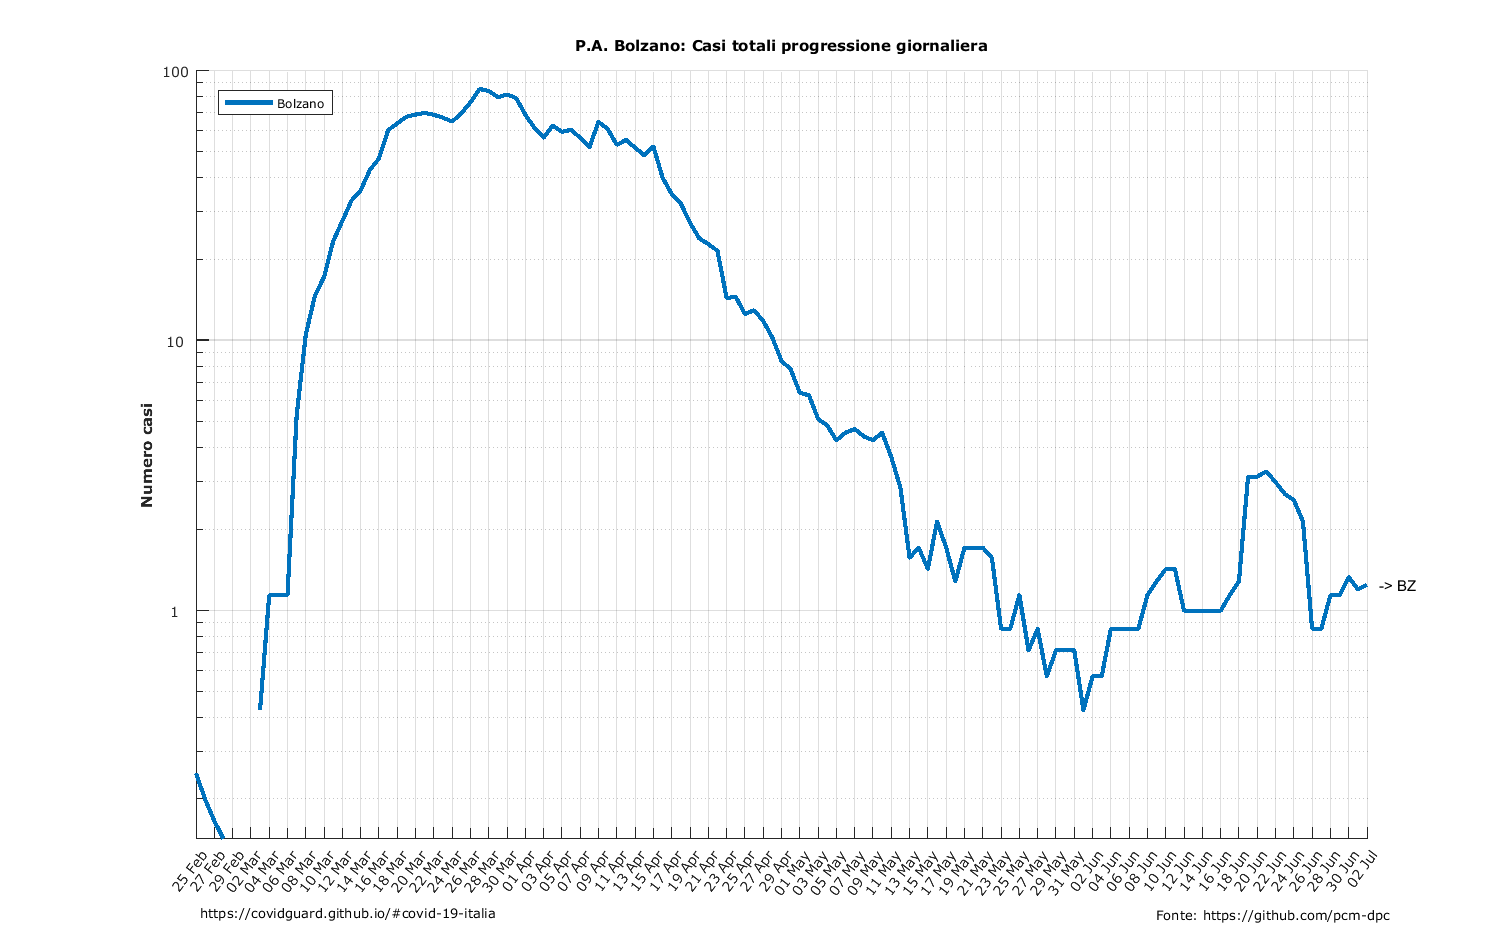 P.A. Bolzano: Casi totali progressione giornaliera
100
Bolzano
10
Numero casi
1
-> BZ
25 Feb
27 Feb
29 Feb
02 Mar
04 Mar
06 Mar
08 Mar
10 Mar
12 Mar
14 Mar
16 Mar
18 Mar
20 Mar
22 Mar
24 Mar
26 Mar
28 Mar
30 Mar
01 Apr
03 Apr
05 Apr
07 Apr
09 Apr
11 Apr
13 Apr
15 Apr
17 Apr
19 Apr
21 Apr
23 Apr
25 Apr
27 Apr
29 Apr
01 May
03 May
05 May
07 May
09 May
11 May
13 May
15 May
17 May
19 May
21 May
23 May
25 May
27 May
29 May
31 May
02 Jun
04 Jun
06 Jun
08 Jun
10 Jun
12 Jun
14 Jun
16 Jun
18 Jun
20 Jun
22 Jun
24 Jun
26 Jun
28 Jun
30 Jun
02 Jul
https://covidguard.github.io/#covid-19-italia
Fonte: https://github.com/pcm-dpc